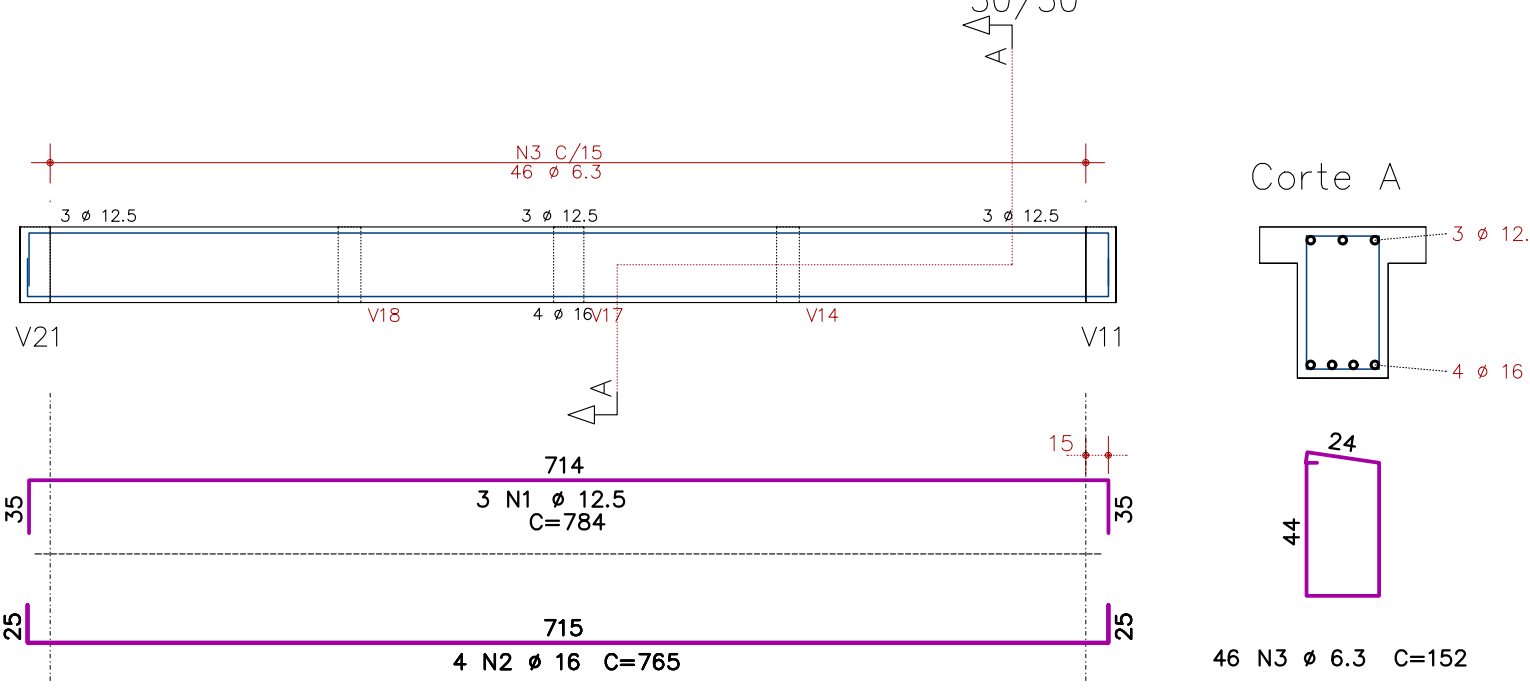 30/50
A
N3 C/15
46 ø 6.3
Corte A
3 ø 12.5
3 ø 12.5
3 ø 12.5
3 ø 12.
V18
4 ø 16
V17
V14
V21
V11
4 ø 16
A
15
24
714
35
3 N1 ø 12.5
35
C=784
44
25
715
25
4 N2 ø 16 C=765
46 N3 ø 6.3 C=152